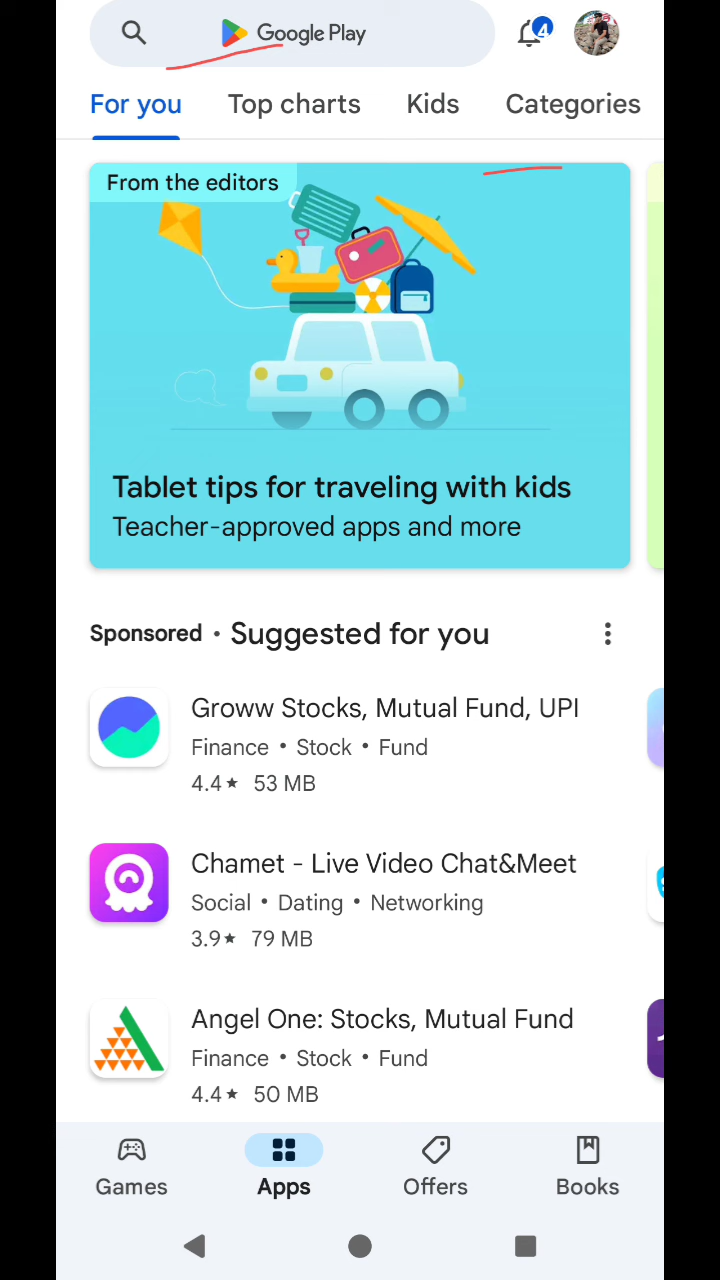 Google Play
4
For you Top charts Kids Categories
From the editors
Tablet tips for traveling with kids
Teacher-approved apps and more
Sponsored • Suggested for you
Groww Stocks, Mutual Fund, UPI
Finance • Stock • Fund
4.4★ 53 MB
Chamet - Live Video Chat&Meet
Social • Dating • Networking
3.9★ 79 MB
Angel One: Stocks, Mutual Fund
Finance • Stock • Fund
4.4★ 50 MB
Games Apps Offers Books